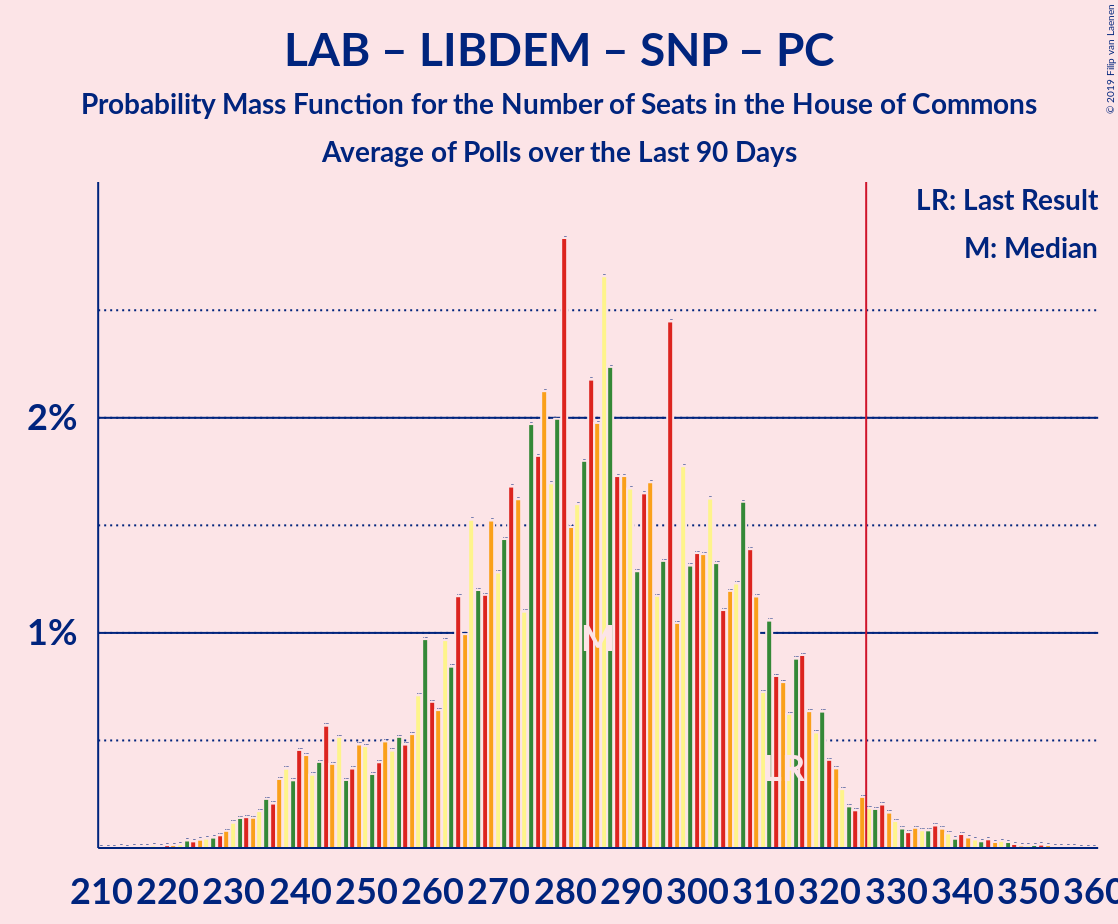 LAB – LIBDEM – SNP – PC
Probability Mass Function for the Number of Seats in the House of Commons
Average of Polls over the Last 90 Days
© 2019 Filip van Laenen
LR: Last Result
M: Median
2%
1%
M
LR
210 220 230 240 250 260 270 280 290 300 310 320 330 340 350 360